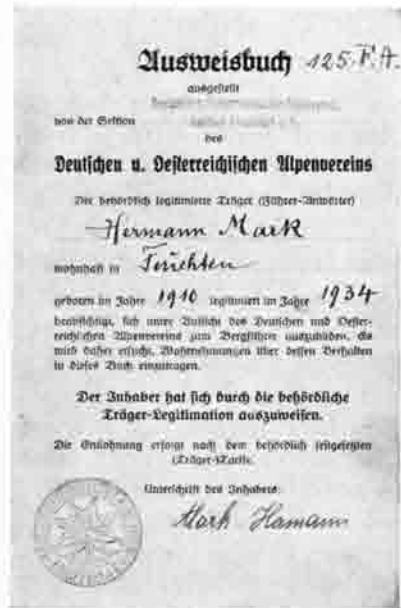 Ausweisbuch 125. F.A.
ausgestellt
von der Sektion
des
Deutschen u. Oesterreichischen Alpenvereins
Der behördlich legitimierte Träger (Führer-Anwärter)
Hermann Mark
wohnhaft in
geboren im Jahre 1910 legitimiert im Jahre 1934
beabsichtigt, sich unter Aufsicht des Deutschen und Oester-
reichischen Alpenvereins zum Bergführer auszubilden. Es
wird daher ersucht, Wahrnehmungen über dessen Verhalten
in dieses Buch einzutragen.
Der Inhaber hat sich durch die behördliche
Träger-Legitimation auszuweisen.
Die Entlohnung erfolgt nach dem behördlich festgesetzten
(Träger-)Tarife.
Unterschrift des Inhabers:
Mark Hamann